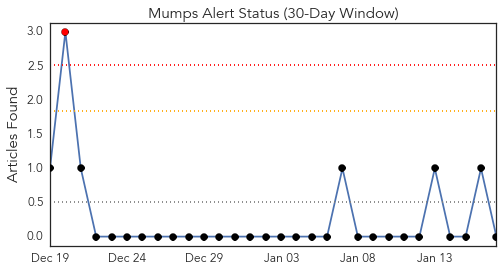 Mumps Alert Status (30-Day Window)
Articles Found
3.0
2.5
2.0
1.5
1.0
0.5
0.0
Dec 19 Dec 24 Dec 29 Jan 03 Jan 08 Jan 13